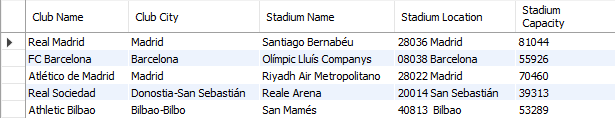 Club Name Club City Stadium Name Stadium Location Stadium Capacity
Real Madrid Madrid Santiago Bernabéu 28036 Madrid 81044
FC Barcelona Barcelona Olímpic Lluís Companys 08038 Barcelona 55926
Atlético de Madrid Madrid Riyadh Air Metropolitano 28022 Madrid 70460
Real Sociedad Donostia-San Sebastián Reale Arena 20014 San Sebastián 39313
Athletic Bilbao Bilbao-Bilbo San Mamés 40813 Bilbao 53289